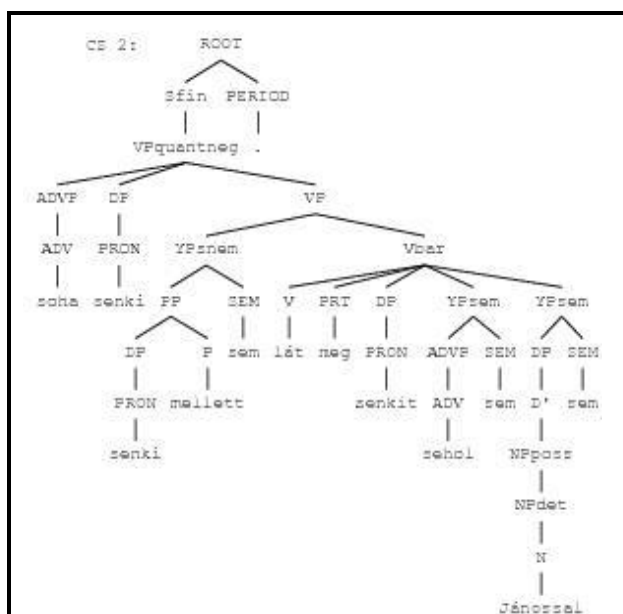 CS 2: ROOT
Sfin PERIOD
VPquantneg .
ADVP DP VP
ADV PRON YPsnem Vbar
soha senki PP SEM V PRT DP YPsem YPsem
DP P sem lát meg PRON ADVP SEM DP SEM
PRON mellett senkit ADV sem D' sem
senki sehol NPposs
NPdet
N
Jánossal